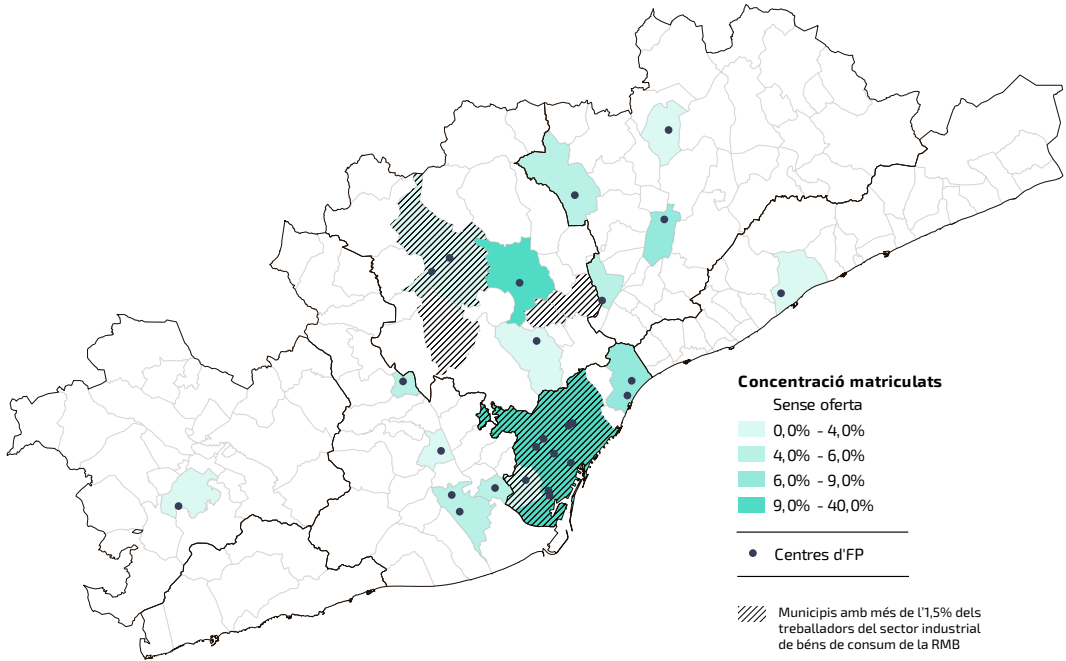 Concentració matriculats
Sense oferta
0,0% - 4,0%
4,0% - 6,0%
6,0% - 9,0%
9,0% - 40,0%
Centres d'FP
Municipis amb més de l'1,5% dels
treballadors del sector industrial
de béns de consum de la RMB